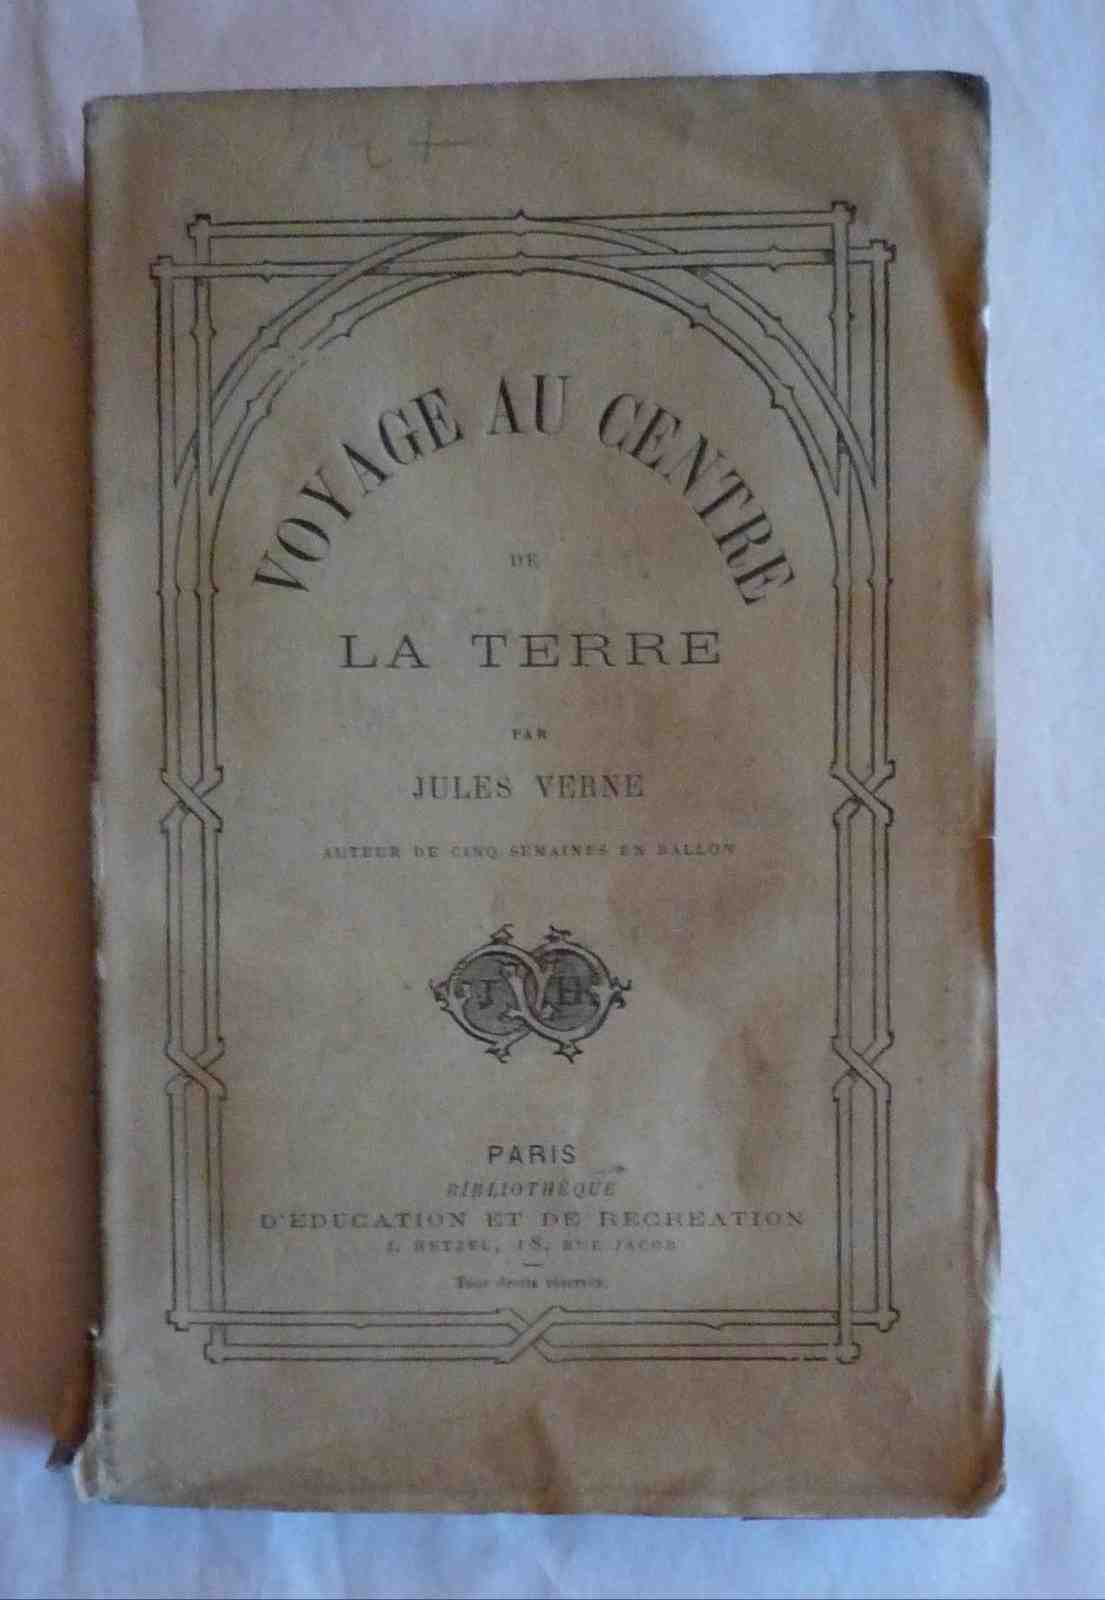 VOYAGE AU CENTRE
DE
LA TERRE
PAR
JULES VERNE
AUTEUR DE CINQ SEMAINES EN BALLON
J H
PARIS
BIBLIOTHÈQUE
D'ÉDUCATION ET DE RÉCRÉATION
J. HETZEL, 18, RUE JACOB
Tous droits réservés.